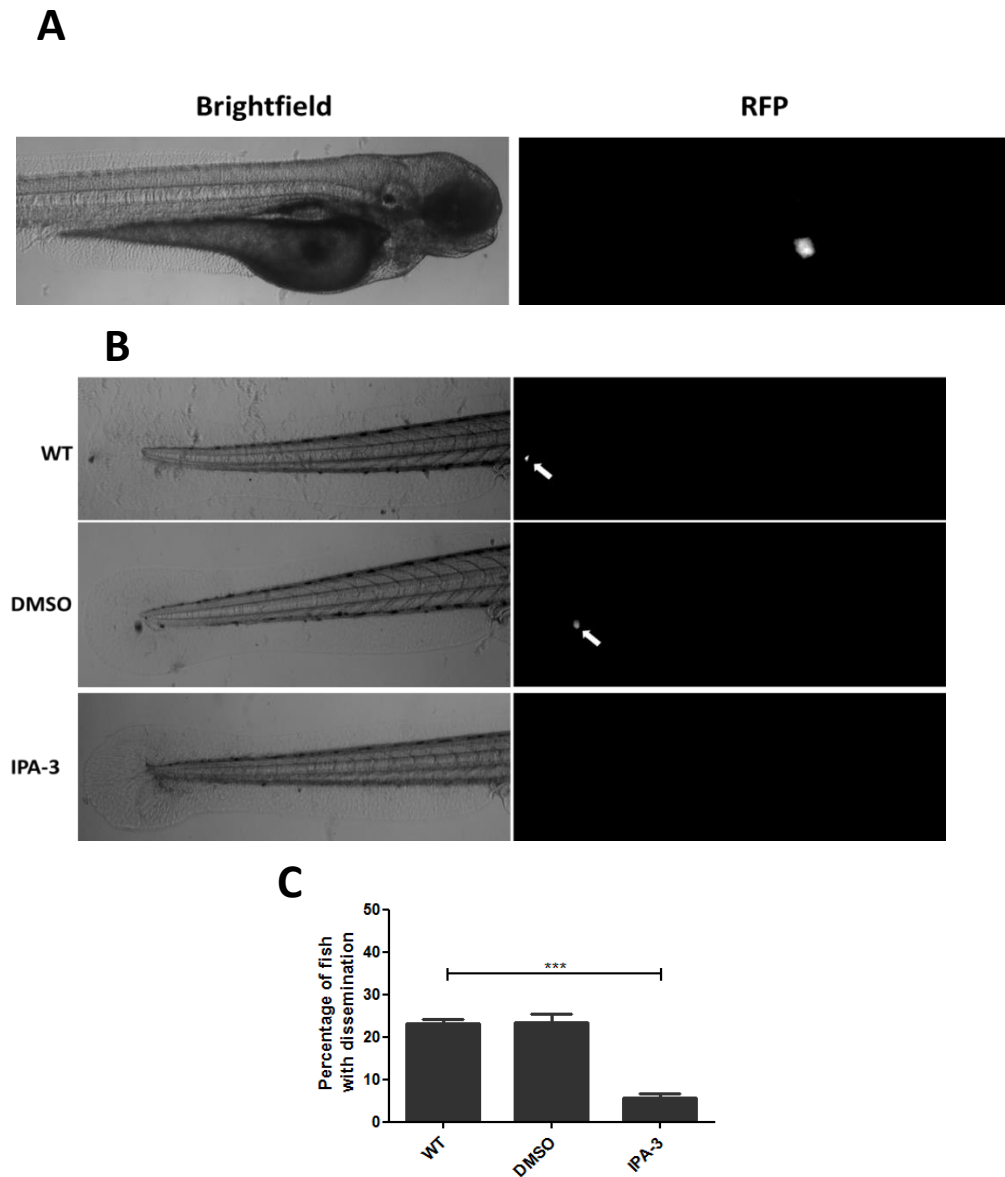 A
Brightfield
RFP
B
WT
DMSO
IPA-3
C
Percentage of fish
with dissemination
50
40
30
20
10
0
***
WT
DMSO
IPA-3